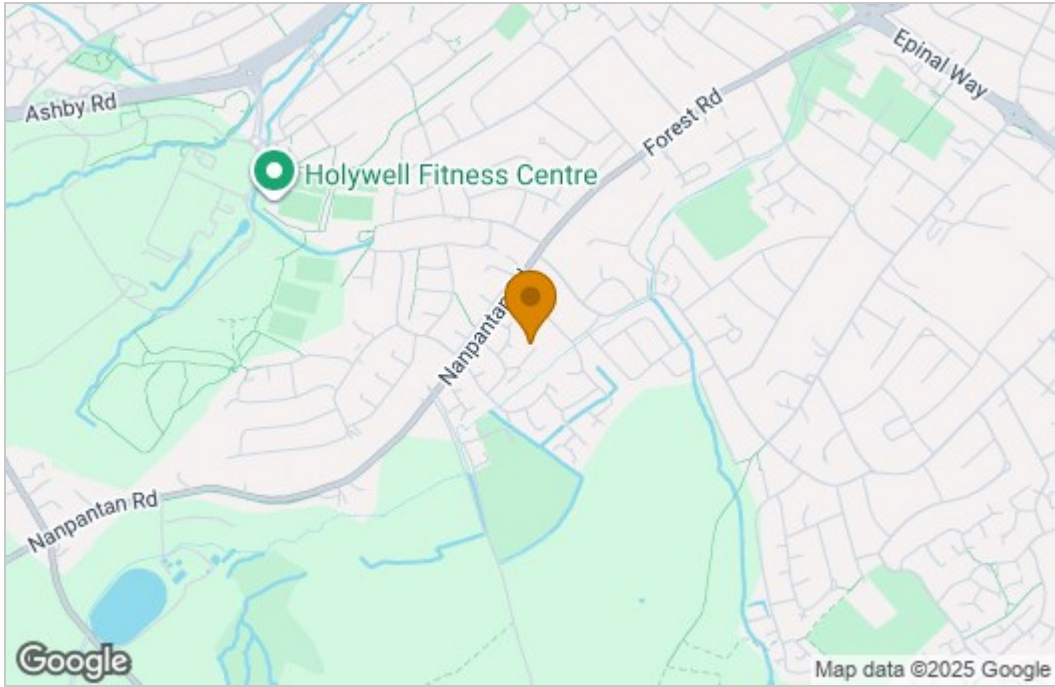 Epinal Way
Ashby Rd
Forest Rd
Holywell Fitness Centre
Nanpantan
Nanpantan Rd
Google
Map data ©2025 Google